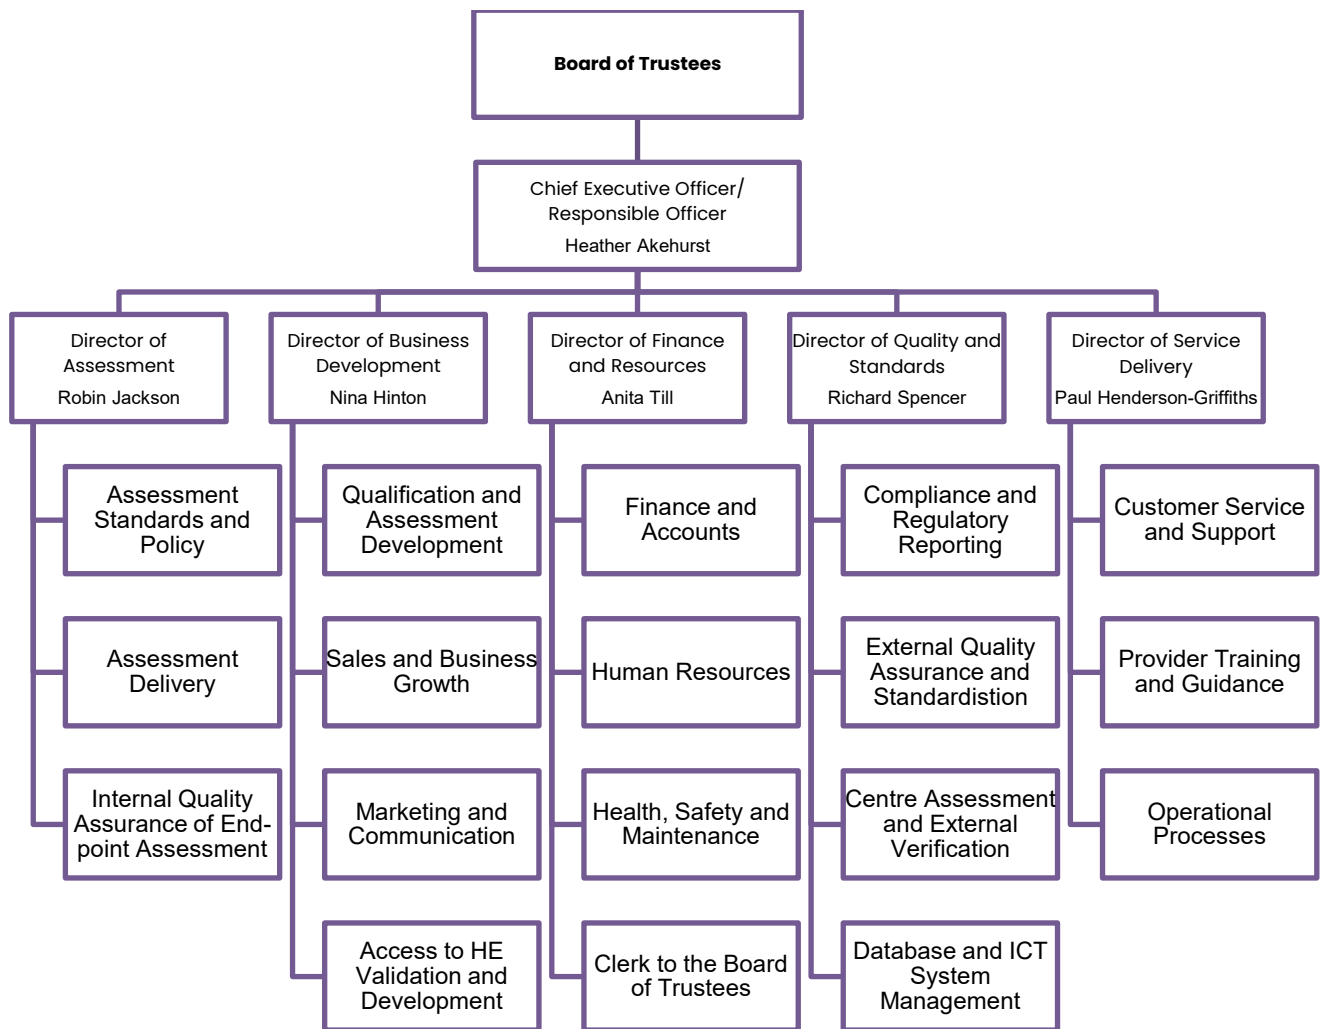 Board of Trustees
Chief Executive Officer/
Responsible Officer
Heather Akehurst
Director of
Assessment
Robin Jackson
Assessment
Standards and
Policy
Assessment
Delivery
Internal Quality
Assurance of End-
point Assessment
Director of Business
Development
Nina Hinton
Qualification and
Assessment
Development
Sales and Business
Growth
Marketing and
Communication
Access to HE
Validation and
Development
Director of Finance
and Resources
Anita Till
Finance and
Accounts
Human Resources
Health, Safety and
Maintenance
Clerk to the Board
of Trustees
Director of Quality and
Standards
Richard Spencer
Compliance and
Regulatory
Reporting
External Quality
Assurance and
Standardistion
Centre Assessment
and External
Verification
Database and ICT
System
Management
Director of Service
Delivery
Paul Henderson-Griffiths
Customer Service
and Support
Provider Training
and Guidance
Operational
Processes